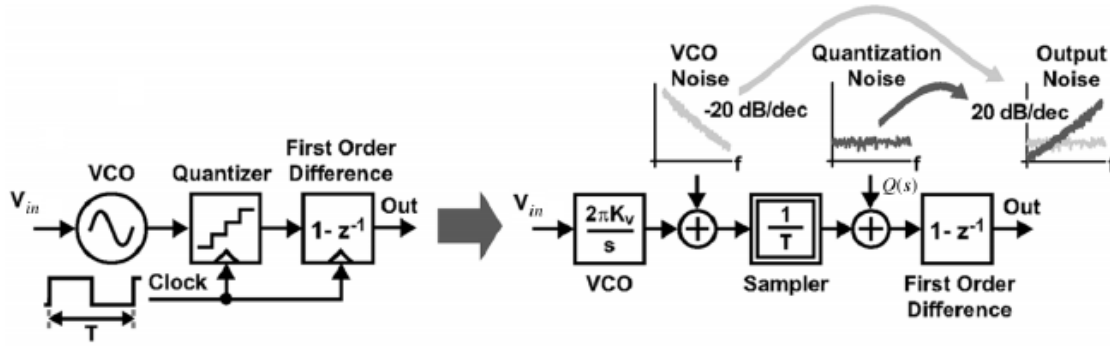 VCO
Noise
-20 dB/dec
f
Quantization
Noise
f
Output
Noise
20 dB/dec
f
VCO
Quantizer
First Order
Difference
V_in
1- z⁻¹
Out
Clock
T
V_in
2πK_v
s
VCO
1
T
Sampler
Q(s)
1- z⁻¹
Out
First Order
Difference